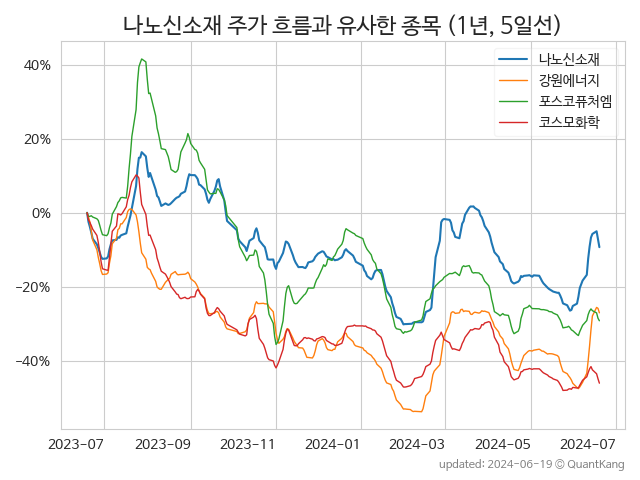 나노신소재 주가 흐름과 유사한 종목 (1년, 5일선)
나노신소재
강원에너지
포스코퓨처엠
코스모화학
40%
20%
0%
−20%
−40%
2023-07 2023-09 2023-11 2024-01 2024-03 2024-05 2024-07
updated: 2024-06-19 © QuantKang